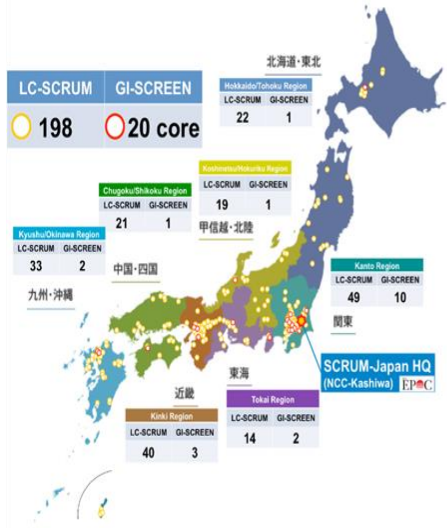 北海道・東北
LC-SCRUM GI-SCREEN
198 20 core
Hokkaido/Tohoku Region
LC-SCRUM GI-SCREEN
22 1
Koshinetsu/Hokuriku Region
LC-SCRUM GI-SCREEN
19 1
甲信越・北陸
Chugoku/Shikoku Region
LC-SCRUM GI-SCREEN
21 1
中国・四国
Kyushu/Okinawa Region
LC-SCRUM GI-SCREEN
33 2
九州・沖縄
Kanto Region
LC-SCRUM GI-SCREEN
49 10
関東
SCRUM-Japan HQ
(NCC-Kashiwa) EPOC
東海
Tokai Region
LC-SCRUM GI-SCREEN
14 2
近畿
Kinki Region
LC-SCRUM GI-SCREEN
40 3